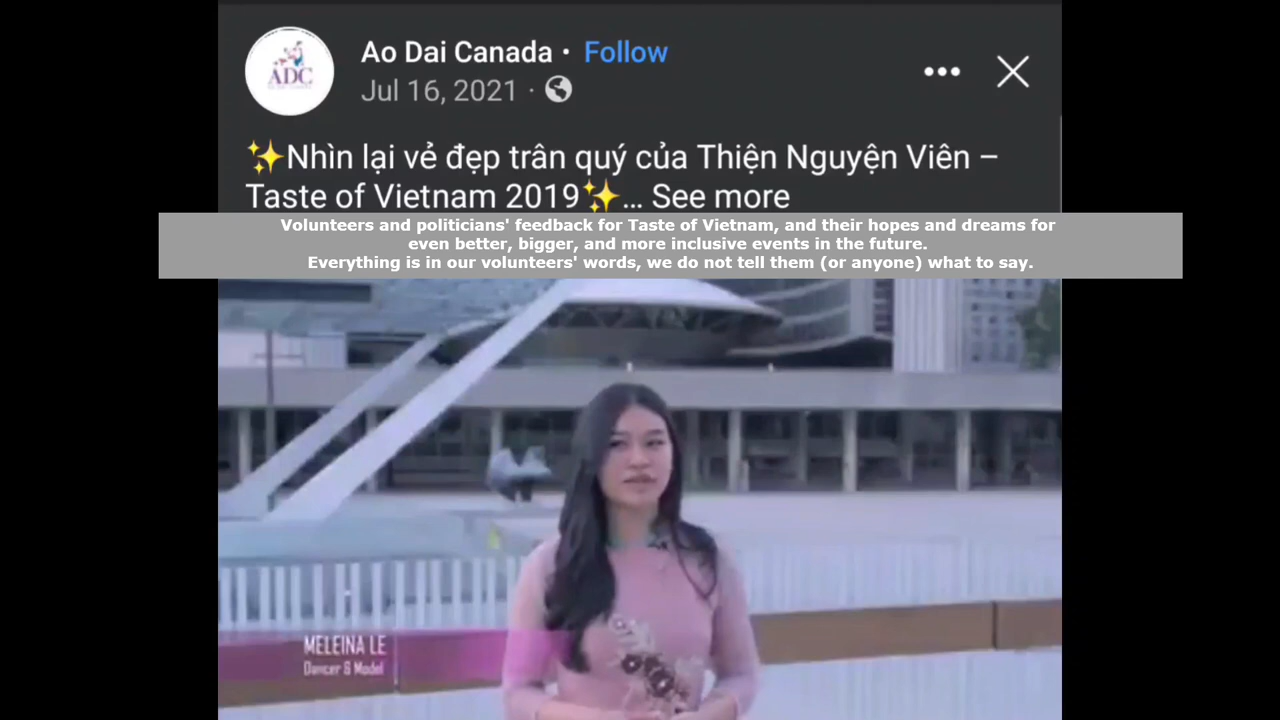 ADC
Ao Dai Canada · Follow
Jul 16, 2021 ·
✨Nhìn lại vẻ đẹp trân quý của Thiện Nguyện Viên –
Taste of Vietnam 2019✨... See more
Volunteers and politicians' feedback for Taste of Vietnam, and their hopes and dreams for
even better, bigger, and more inclusive events in the future.
Everything is in our volunteers' words, we do not tell them (or anyone) what to say.
MELEINA LE
Dancer & Model